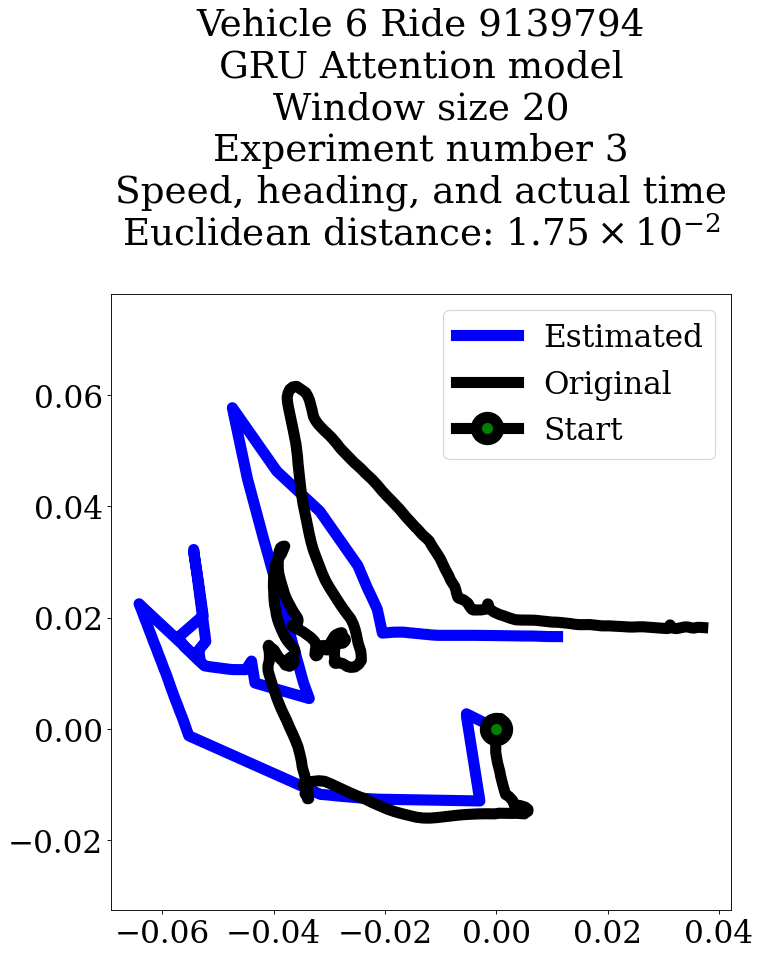 Vehicle 6 Ride 9139794
GRU Attention model
Window size 20
Experiment number 3
Speed, heading, and actual time
Euclidean distance: 1.75 × 10⁻²
Estimated
Original
Start
0.06
0.04
0.02
0.00
−0.02
−0.06 −0.04 −0.02 0.00 0.02 0.04